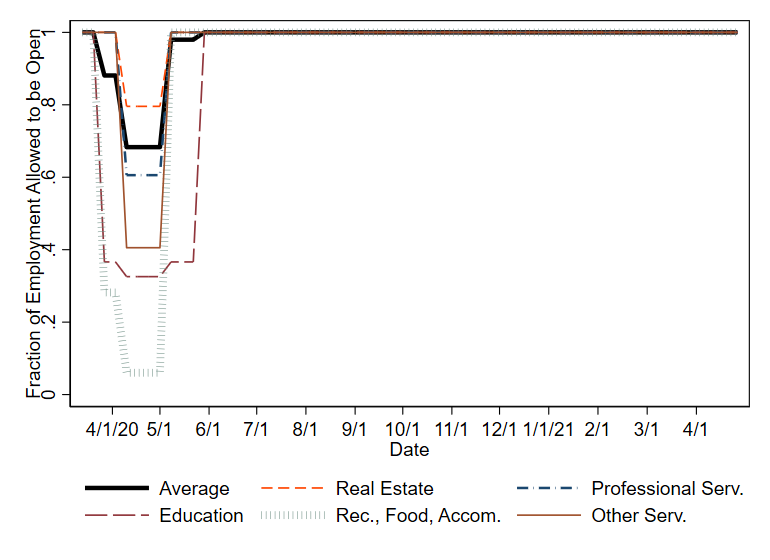 Fraction of Employment Allowed to be Open
1
.8
.6
.4
.2
0
4/1/20 5/1 6/1 7/1 8/1 9/1 10/1 11/1 12/1 1/1/21 2/1 3/1 4/1
Date
Average Real Estate Professional Serv.
Education Rec., Food, Accom. Other Serv.